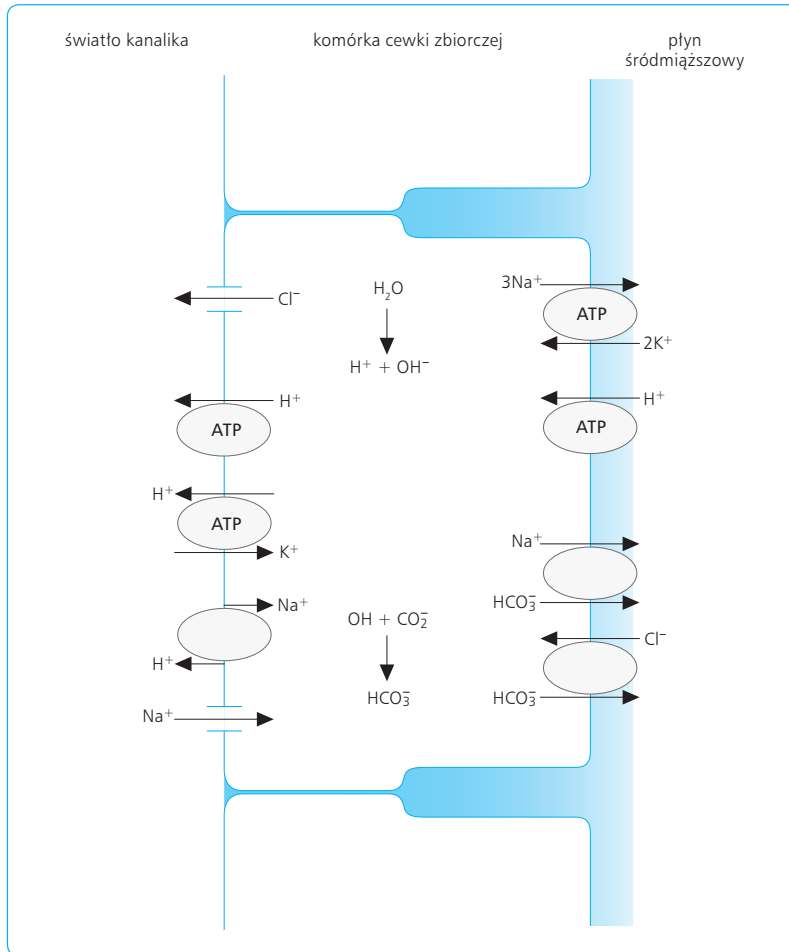 światło kanalika
komórka cewki zbiorczej
płyn
śródmiąższowy
Cl⁻
H₂O
H⁺ + OH⁻
3Na⁺
ATP
2K⁺
H⁺
ATP
H⁺
ATP
H⁺
ATP
K⁺
Na⁺
H⁺
Na⁺
OH + CO₂⁻
HCO₃⁻
Na⁺
HCO₃⁻
Cl⁻
HCO₃⁻